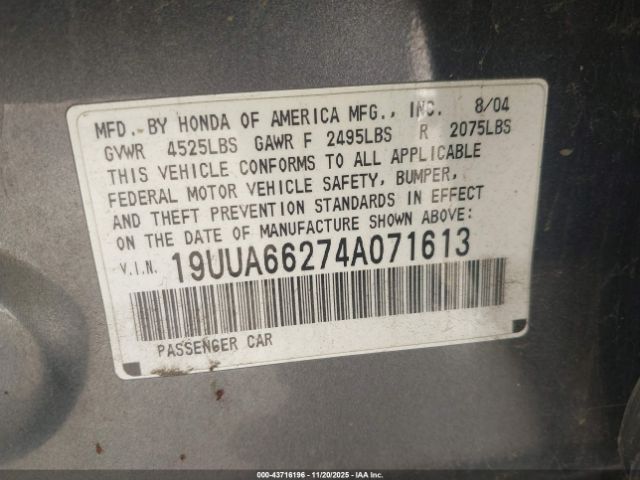 MFD. BY HONDA OF AMERICA MFG., INC. 8/04
GVWR 4525LBS GAWR F 2495LBS R 2075LBS
THIS VEHICLE CONFORMS TO ALL APPLICABLE
FEDERAL MOTOR VEHICLE SAFETY, BUMPER,
AND THEFT PREVENTION STANDARDS IN EFFECT
ON THE DATE OF MANUFACTURE SHOWN ABOVE:
V.I.N. 19UUA66274A071613
PASSENGER CAR
000-43716196 - 11/20/2025 - IAA Inc.